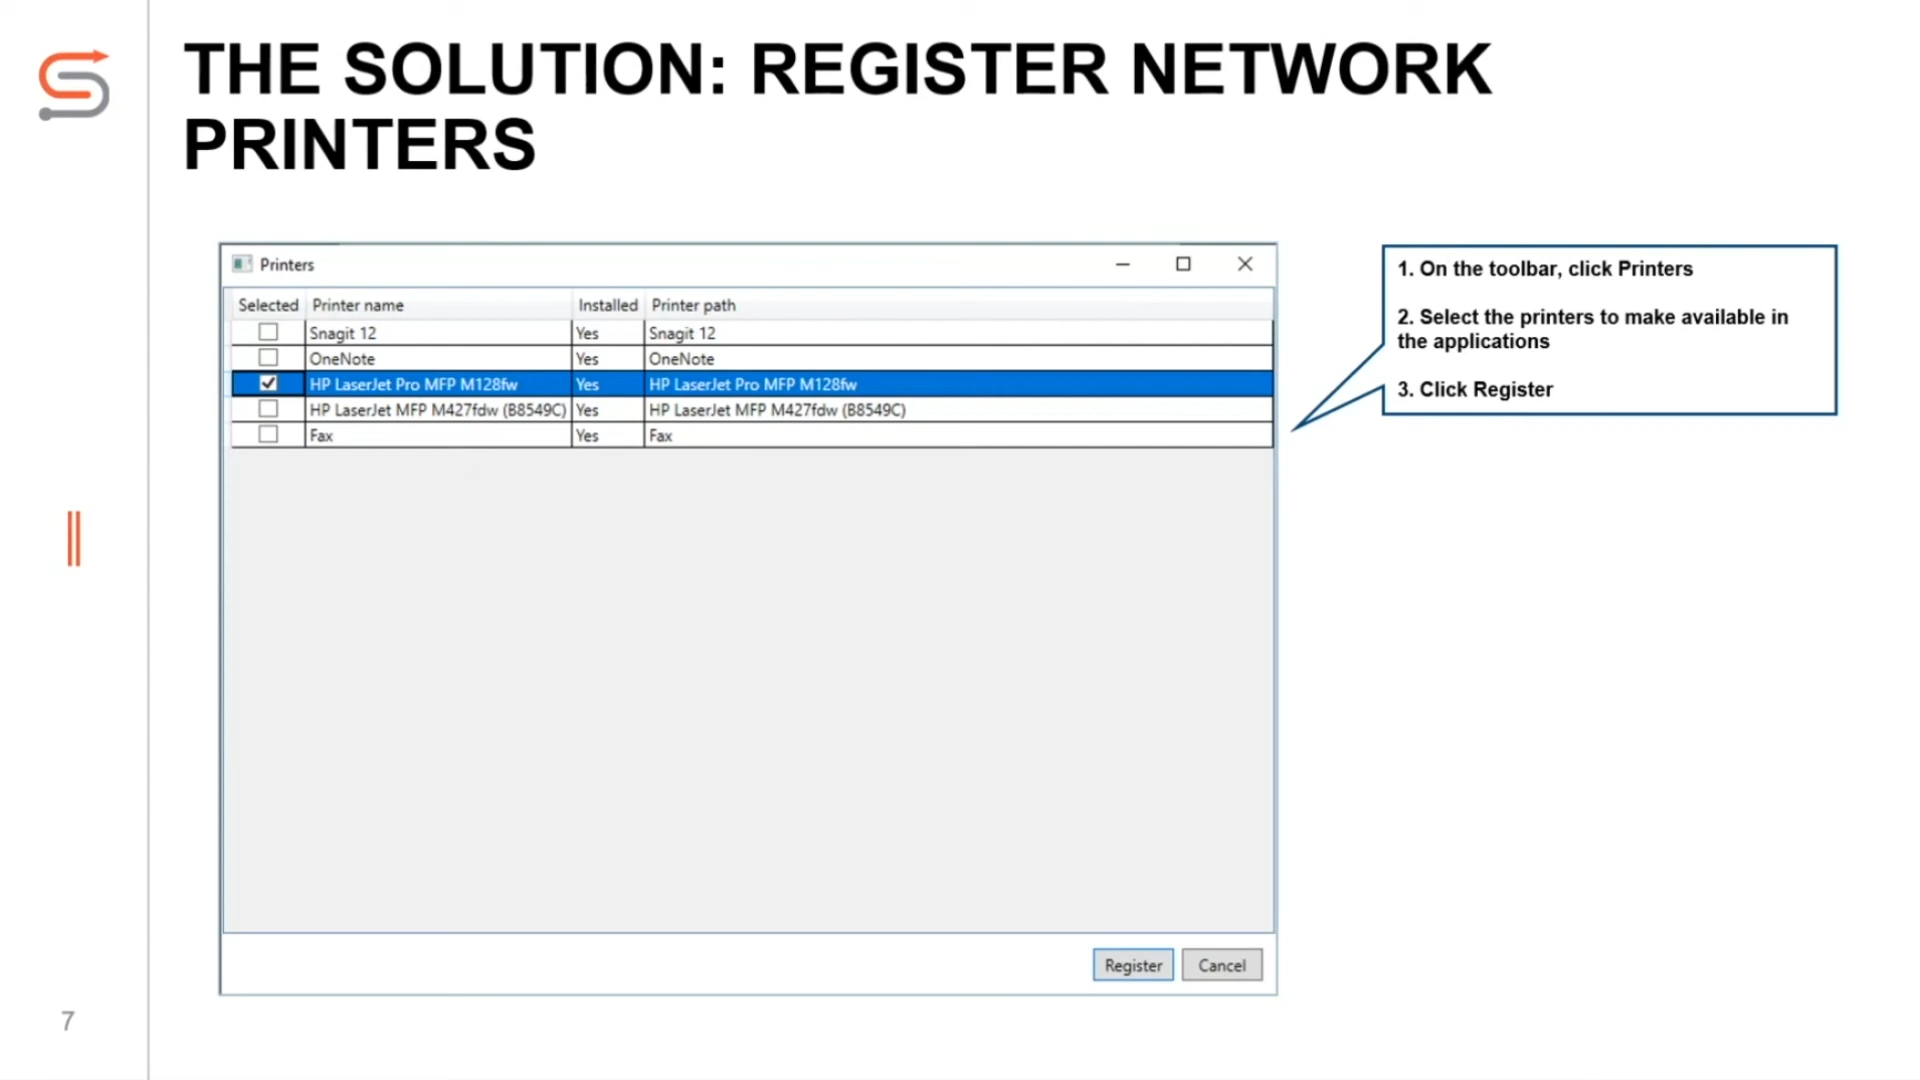 THE SOLUTION: REGISTER NETWORK
PRINTERS
Printers
Selected Printer name Installed Printer path
Snagit 12 Yes Snagit 12
OneNote Yes OneNote
HP LaserJet Pro MFP M128fw Yes HP LaserJet Pro MFP M128fw
HP LaserJet MFP M427fdw (B8549C) Yes HP LaserJet MFP M427fdw (B8549C)
Fax Yes Fax
Register Cancel
1. On the toolbar, click Printers
2. Select the printers to make available in
the applications
3. Click Register
7